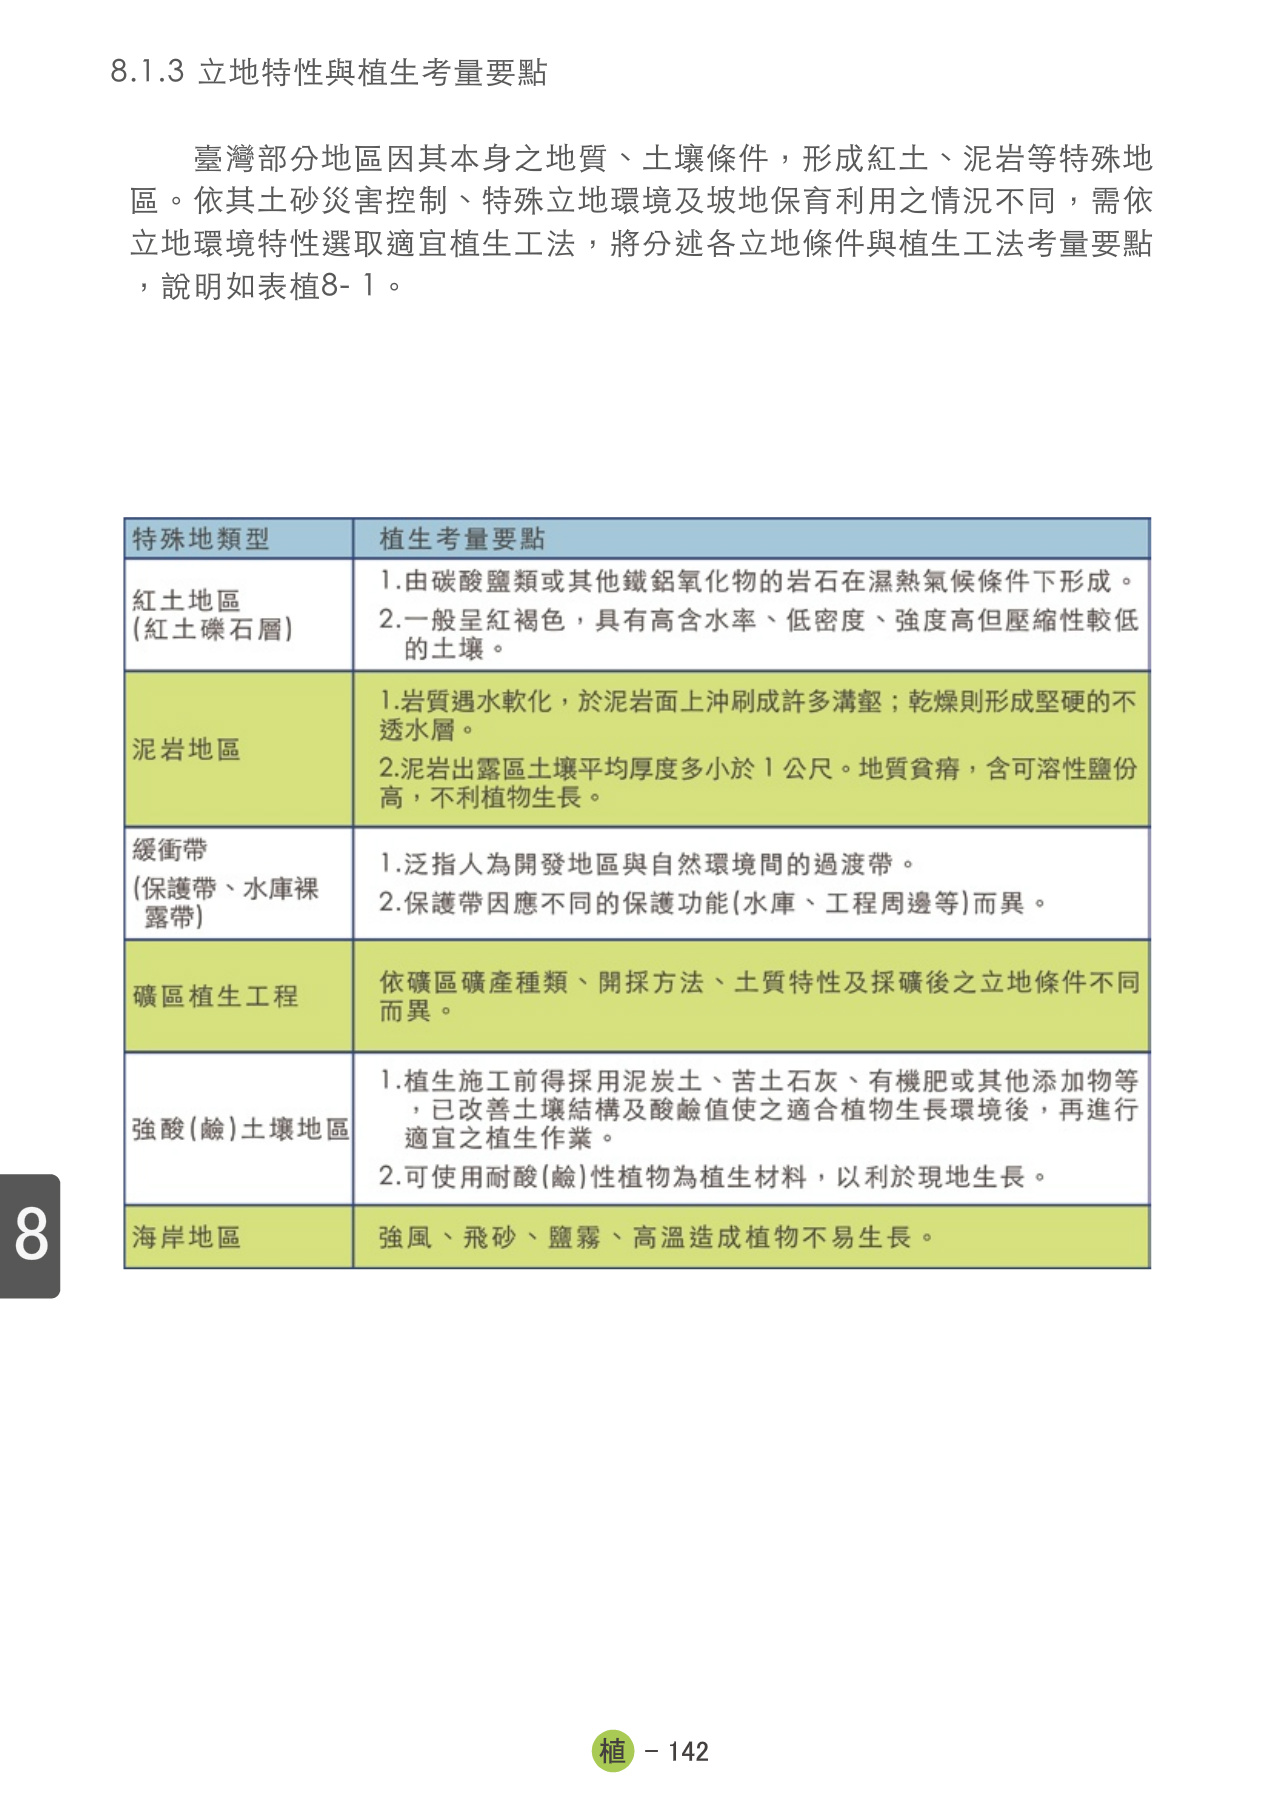 8.1.3 立地特性與植生考量要點
臺灣部分地區因其本身之地質、土壤條件，形成紅土、泥岩等特殊地
區。依其土砂災害控制、特殊立地環境及坡地保育利用之情況不同，需依
立地環境特性選取適宜植生工法，將分述各立地條件與植生工法考量要點
，說明如表植8- 1。
特殊地類型
植生考量要點
紅土地區
(紅土礫石層)
1.由碳酸鹽類或其他鐵鋁氧化物的岩石在濕熱氣候條件下形成。
2.一般呈紅褐色，具有高含水率、低密度、強度高但壓縮性較低
的土壤。
泥岩地區
1.岩質遇水軟化，於泥岩面上沖刷成許多溝壑；乾燥則形成堅硬的不
透水層。
2.泥岩出露區土壤平均厚度多小於1公尺。地質貧瘠，含可溶性鹽份
高，不利植物生長。
緩衝帶
(保護帶、水庫裸
露帶)
1.泛指人為開發地區與自然環境間的過渡帶。
2.保護帶因應不同的保護功能(水庫、工程周邊等)而異。
礦區植生工程
依礦區礦產種類、開採方法、土質特性及採礦後之立地條件不同
而異。
強酸(鹼)土壤地區
1.植生施工前得採用泥炭土、苦土石灰、有機肥或其他添加物等
，已改善土壤結構及酸鹼值使之適合植物生長環境後，再進行
適宜之植生作業。
2.可使用耐酸(鹼)性植物為植生材料，以利於現地生長。
海岸地區
強風、飛砂、鹽霧、高溫造成植物不易生長。
8
植 – 142